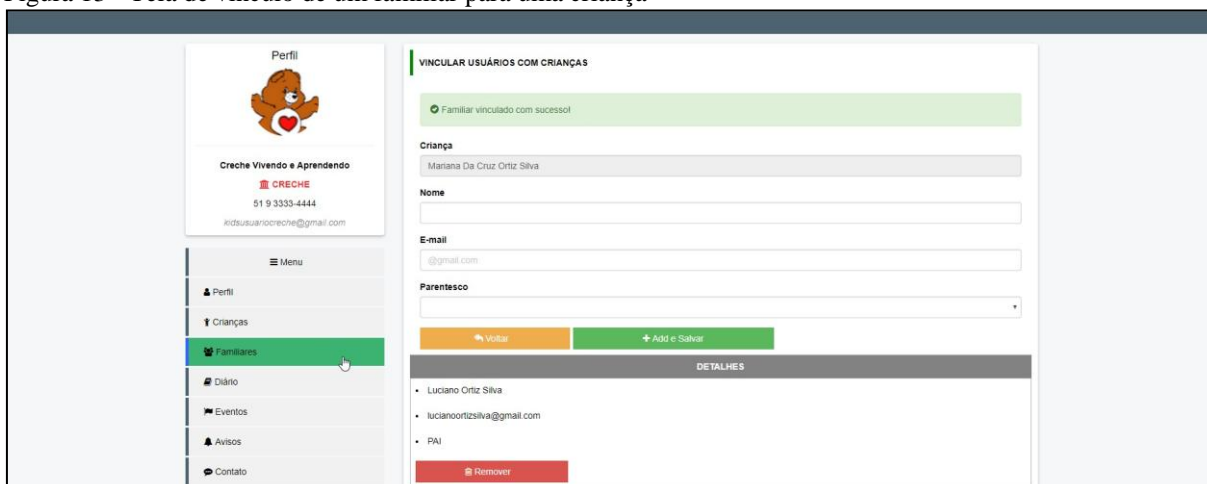 Figura 15 - Tela de vínculo de um familiar para uma criança
Perfil
Creche Vivendo e Aprendendo
CRECHE
51 9 3333-4444
kidsusuariocreche@gmail.com
Menu
Perfil
Crianças
Familiares
Diário
Eventos
Avisos
Contato
VINCULAR USUÁRIOS COM CRIANÇAS
Familiar vinculado com sucesso!
Criança
Mariana Da Cruz Ortiz Silva
Nome
E-mail
@gmail.com
Parentesco
Voltar
+ Add e Salvar
DETALHES
• Luciano Ortiz Silva
• lucianoortizsilva@gmail.com
• PAI
Remover